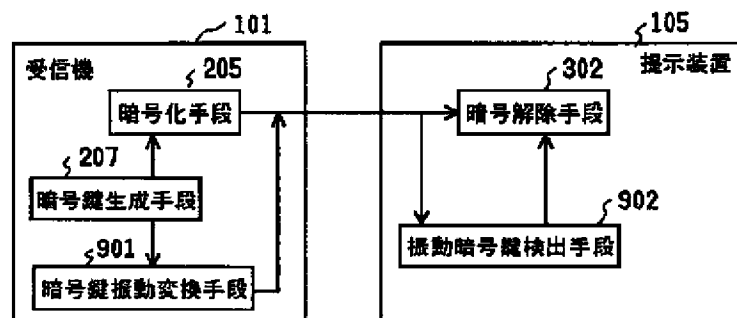 101
105
受信機
提示装置
205
302
暗号化手段
暗号解除手段
207
暗号鍵生成手段
902
901
振動暗号鍵検出手段
暗号鍵振動変換手段